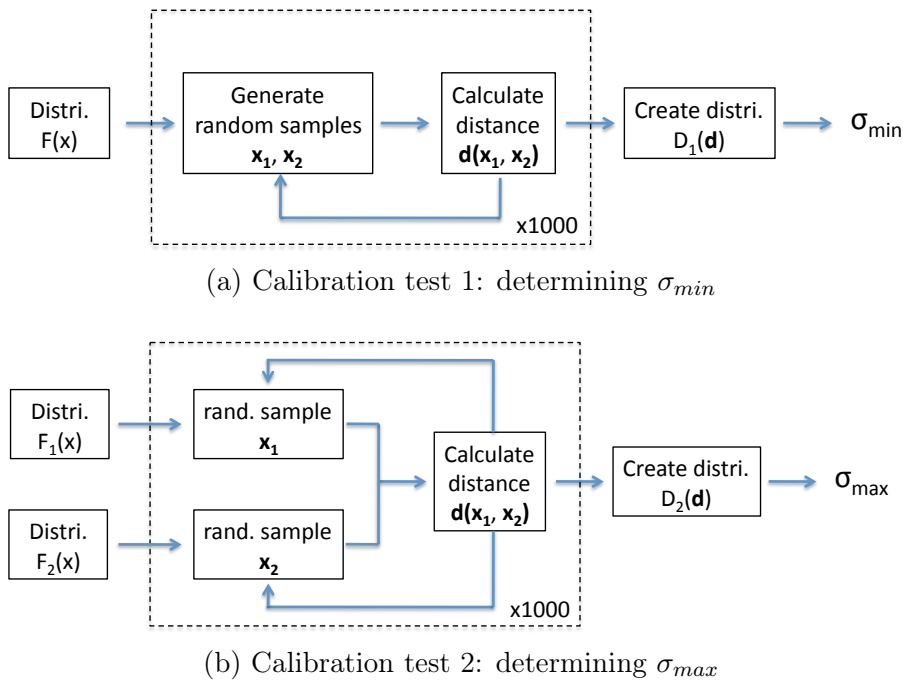 Distri.
F(x)
Generate
random samples
x₁, x₂
Calculate
distance
d(x₁, x₂)
Create distri.
D₁(d)
σmin
x1000
(a) Calibration test 1: determining σmin
Distri.
F₁(x)
rand. sample
x₁
Distri.
F₂(x)
rand. sample
x₂
Calculate
distance
d(x₁, x₂)
Create distri.
D₂(d)
σmax
x1000
(b) Calibration test 2: determining σmax